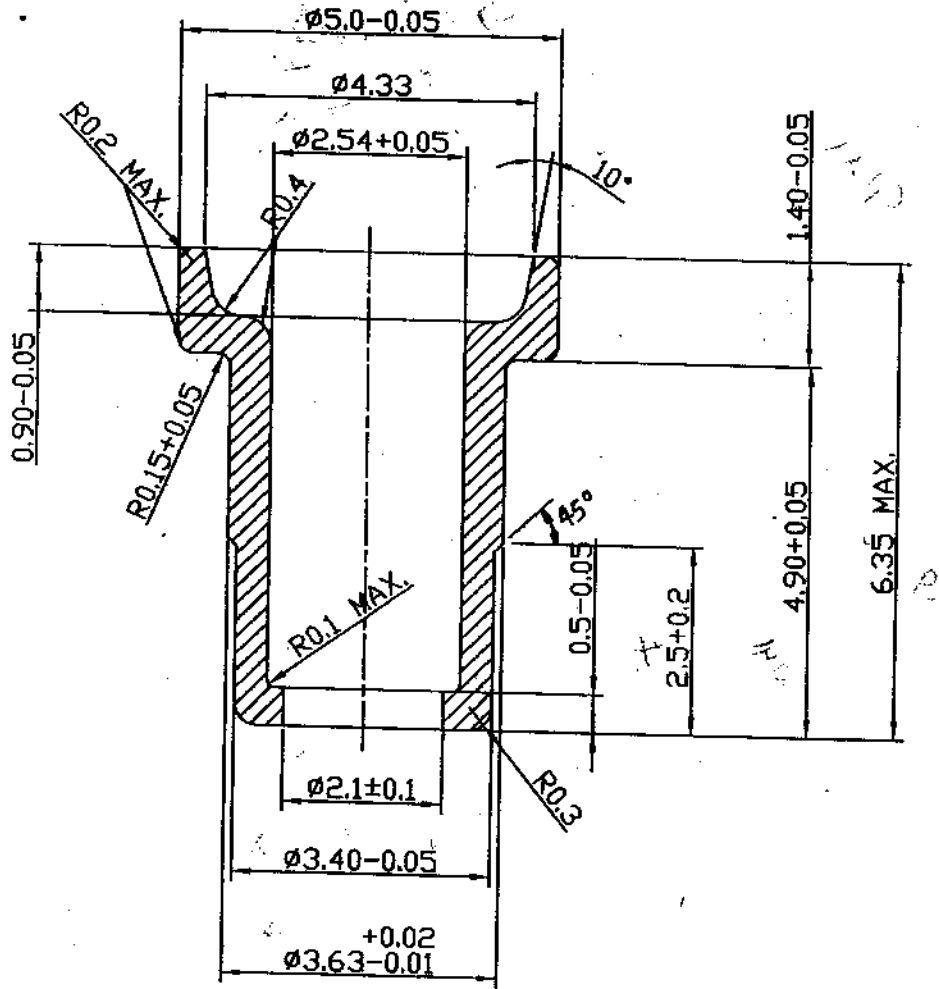 ø5.0-0.05
ø4.33
ø2.54+0.05
R0.2 MAX.
R0.4
10°
1.40-0.05
0.90-0.05
R0.15+0.05
45°
6.35 MAX.
4.90+0.05
2.5+0.2
0.5-0.05
R0.1 MAX.
R0.3
ø2.1±0.1
ø3.40-0.05
+0.02
ø3.63-0.01